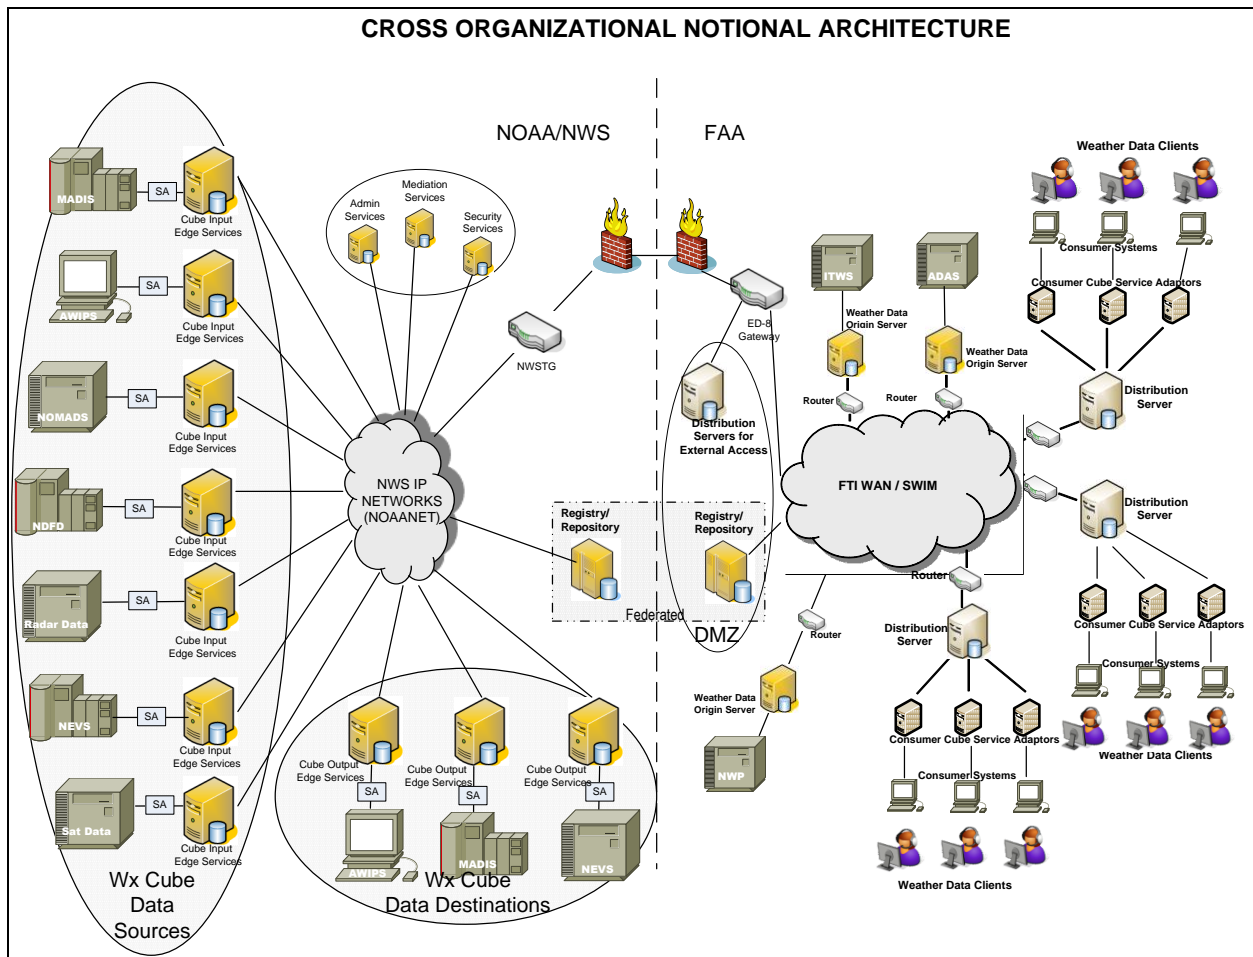 CROSS ORGANIZATIONAL NOTIONAL ARCHITECTURE
NOAA/NWS
FAA
MADIS
SA
Cube Input
Edge Services
AWIPS
SA
Cube Input
Edge Services
NOMADS
SA
Cube Input
Edge Services
NDFD
SA
Cube Input
Edge Services
Radar Data
SA
Cube Input
Edge Services
NEVS
SA
Cube Input
Edge Services
Sat Data
SA
Cube Input
Edge Services
Wx Cube
Data
Sources
Admin
Services
Mediation
Services
Security
Services
NWSTG
NWS IP
NETWORKS
(NOAANET)
Registry/
Repository
Federated
Registry/
Repository
DMZ
Cube Output
Edge Services
SA
AWIPS
Cube Output
Edge Services
SA
MADIS
Cube Output
Edge Services
SA
NEVS
Wx Cube
Data Destinations
ED-8
Gateway
Distribution
Servers for
External Access
ITWS
Weather Data
Origin Server
Router
ADAS
Weather Data
Origin Server
Router
FTI WAN / SWIM
Weather Data Clients
Consumer Systems
Consumer Cube Service Adaptors
Distribution
Server
Distribution
Server
Consumer Cube Service Adaptors
Consumer Systems
Weather Data Clients
Router
Distribution
Server
Consumer Cube Service Adaptors
Consumer Systems
Weather Data Clients
Router
Weather Data
Origin Server
NWP